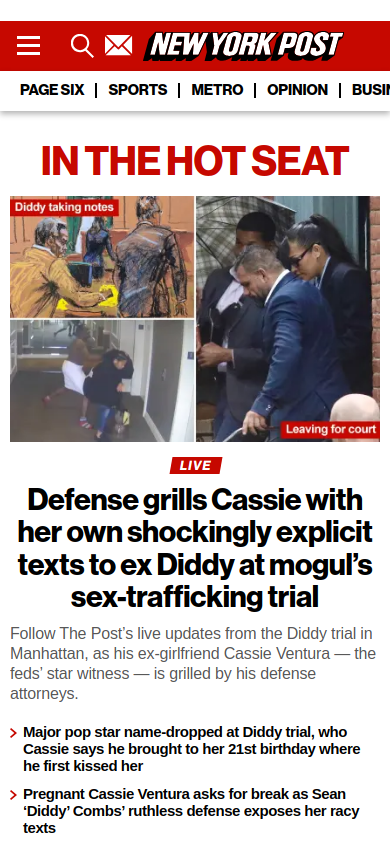 NEW YORK POST
PAGE SIX | SPORTS | METRO | OPINION | BUSIN
IN THE HOT SEAT
Diddy taking notes
Leaving for court
LIVE
Defense grills Cassie with
her own shockingly explicit
texts to ex Diddy at mogul’s
sex-trafficking trial
Follow The Post’s live updates from the Diddy trial in
Manhattan, as his ex-girlfriend Cassie Ventura — the
feds’ star witness — is grilled by his defense
attorneys.
Major pop star name-dropped at Diddy trial, who
Cassie says he brought to her 21st birthday where
he first kissed her
Pregnant Cassie Ventura asks for break as Sean
‘Diddy’ Combs’ ruthless defense exposes her racy
texts